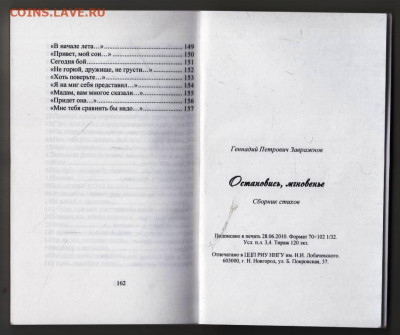 COINS.LAVE.RU
«В начале лета...» 149
«Привет, мой сон...» 150
Сегодня бой 151
«Не горюй, дружище, не грусти...» 152
«Хоть поверьте...» 153
«Я на миг себя представил...» 154
«Мадам, вам многое сказали...» 155
«Придет она...» 156
«Мне тебя сравнить бы надо...» 157
162
Геннадий Петрович Завражнов
Остановись, мгновенье
Сборник стихов
Подписано в печать 28.06.2010. Формат 70×102 1/32.
Усл. п.л. 3,4. Тираж 120 экз.
Отпечатано в ЦЦП РИУ ННГУ им. Н.И. Лобачевского.
603000, г. Н. Новгород, ул. Б. Покровская, 37.